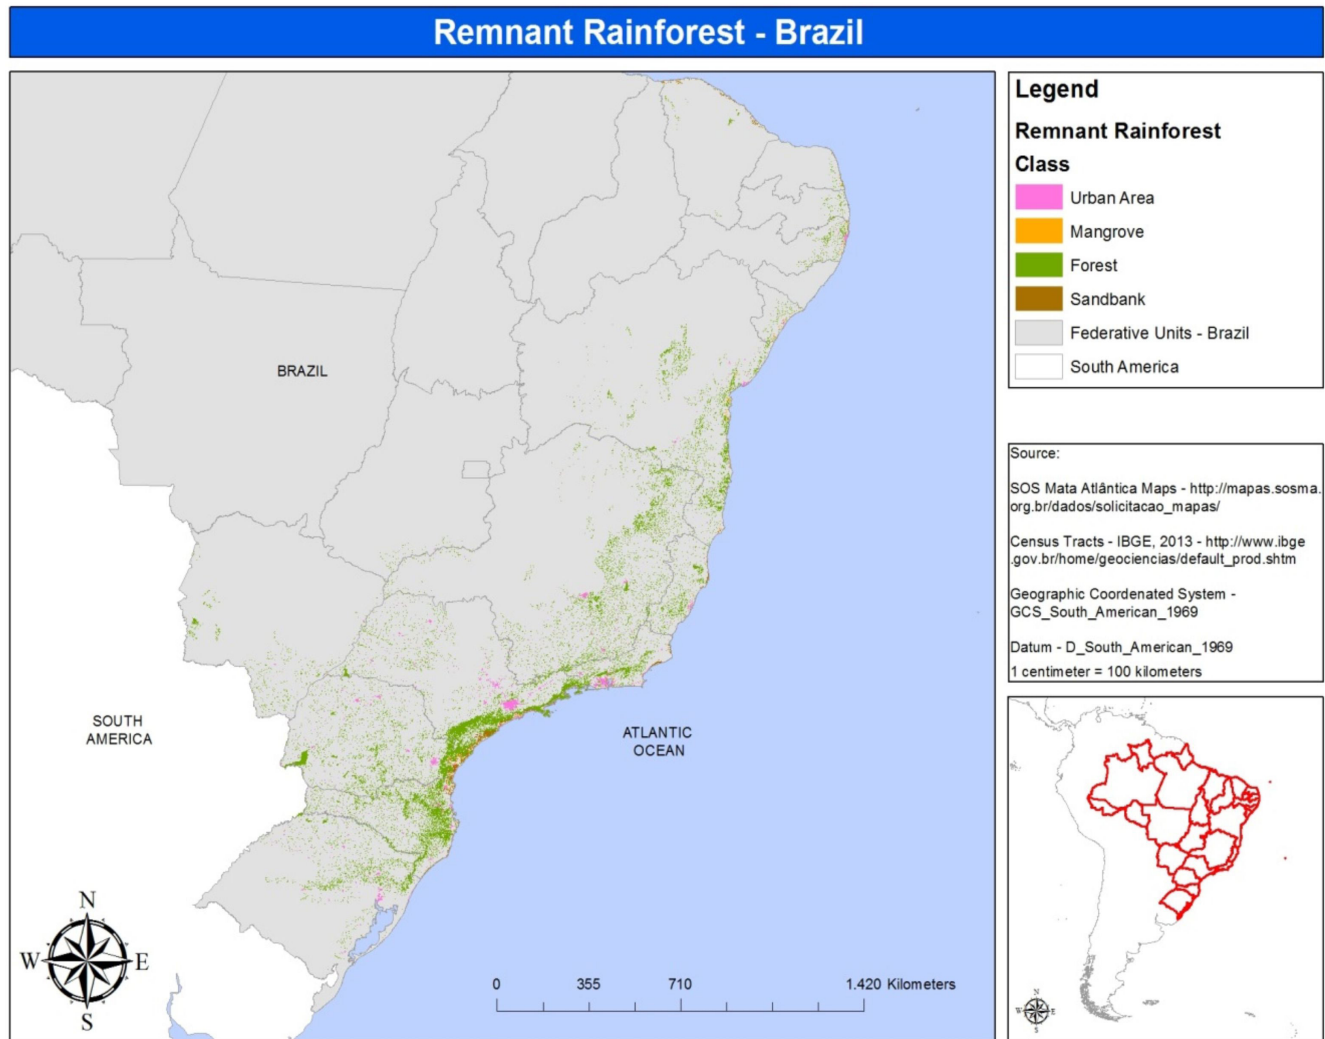 Remnant Rainforest - Brazil
BRAZIL
SOUTH
AMERICA
ATLANTIC
OCEAN
N
W
E
S
0
355
710
1.420 Kilometers
Legend
Remnant Rainforest
Class
Urban Area
Mangrove
Forest
Sandbank
Federative Units - Brazil
South America
Source:
SOS Mata Atlântica Maps - http://mapas.sosma.
org.br/dados/solicitacao_mapas/
Census Tracts - IBGE, 2013 - http://www.ibge
.gov.br/home/geociencias/default_prod.shtm
Geographic Coordenated System -
GCS_South_American_1969
Datum - D_South_American_1969
1 centimeter = 100 kilometers
N
W
E
S